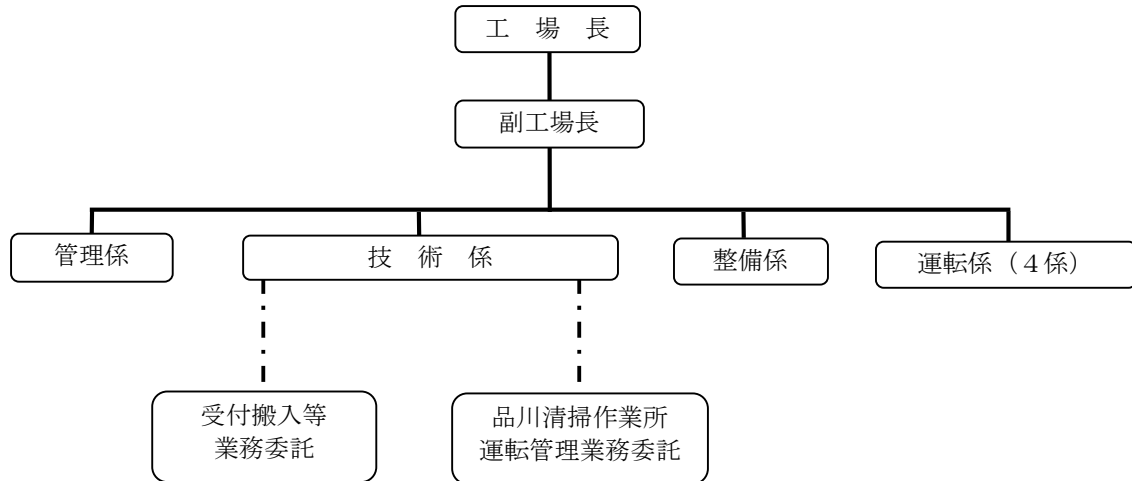 工　場　長
副工場長
管理係
技　術　係
整備係
運転係（４係）
受付搬入等
業務委託
品川清掃作業所
運転管理業務委託